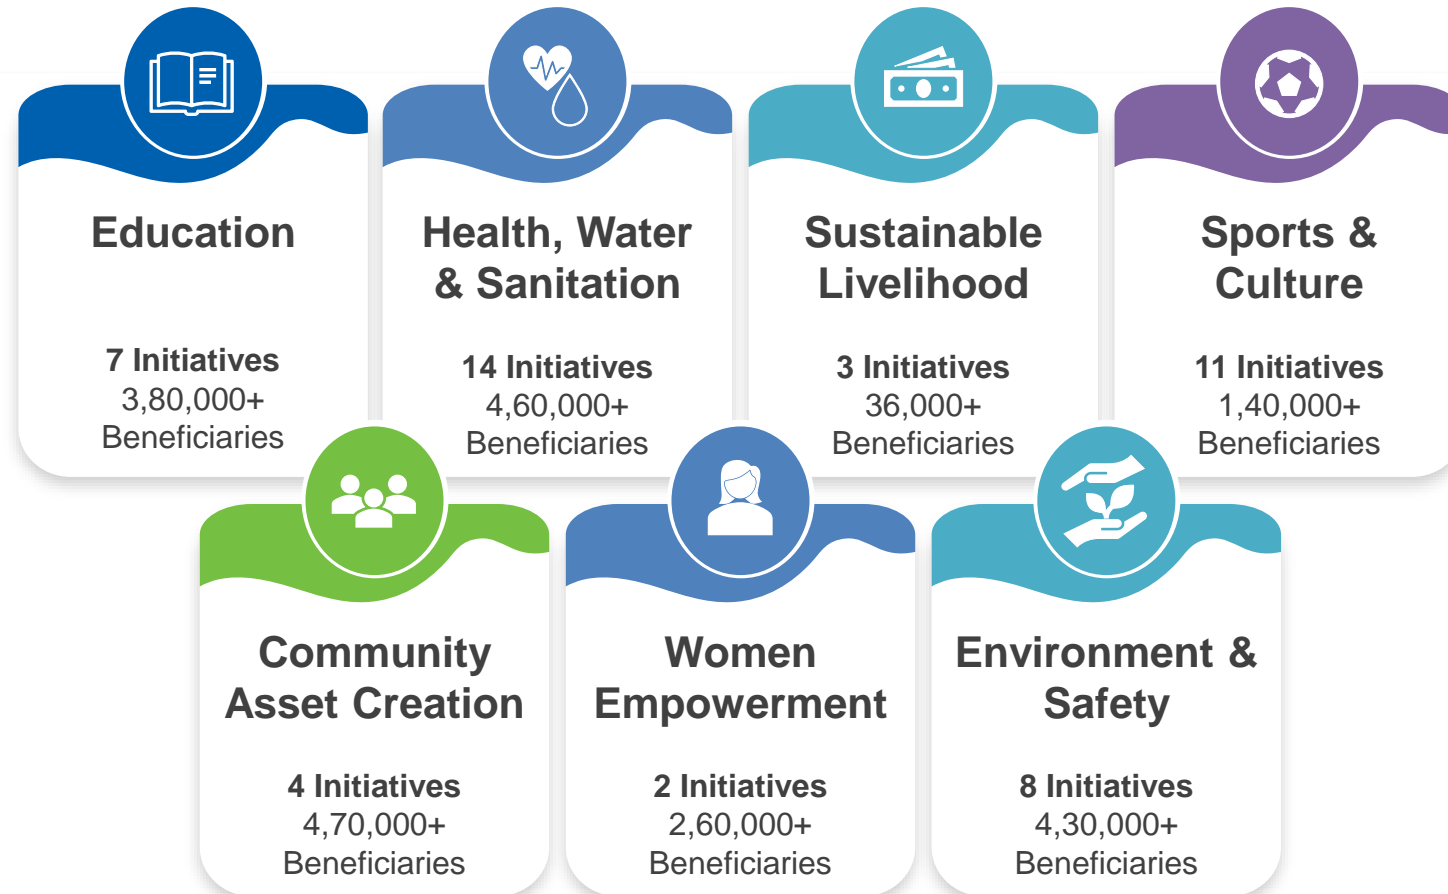 Education
7 Initiatives
3,80,000+
Beneficiaries
Health, Water
& Sanitation
14 Initiatives
4,60,000+
Beneficiaries
Sustainable
Livelihood
3 Initiatives
36,000+
Beneficiaries
Sports &
Culture
11 Initiatives
1,40,000+
Beneficiaries
Community
Asset Creation
4 Initiatives
4,70,000+
Beneficiaries
Women
Empowerment
2 Initiatives
2,60,000+
Beneficiaries
Environment &
Safety
8 Initiatives
4,30,000+
Beneficiaries